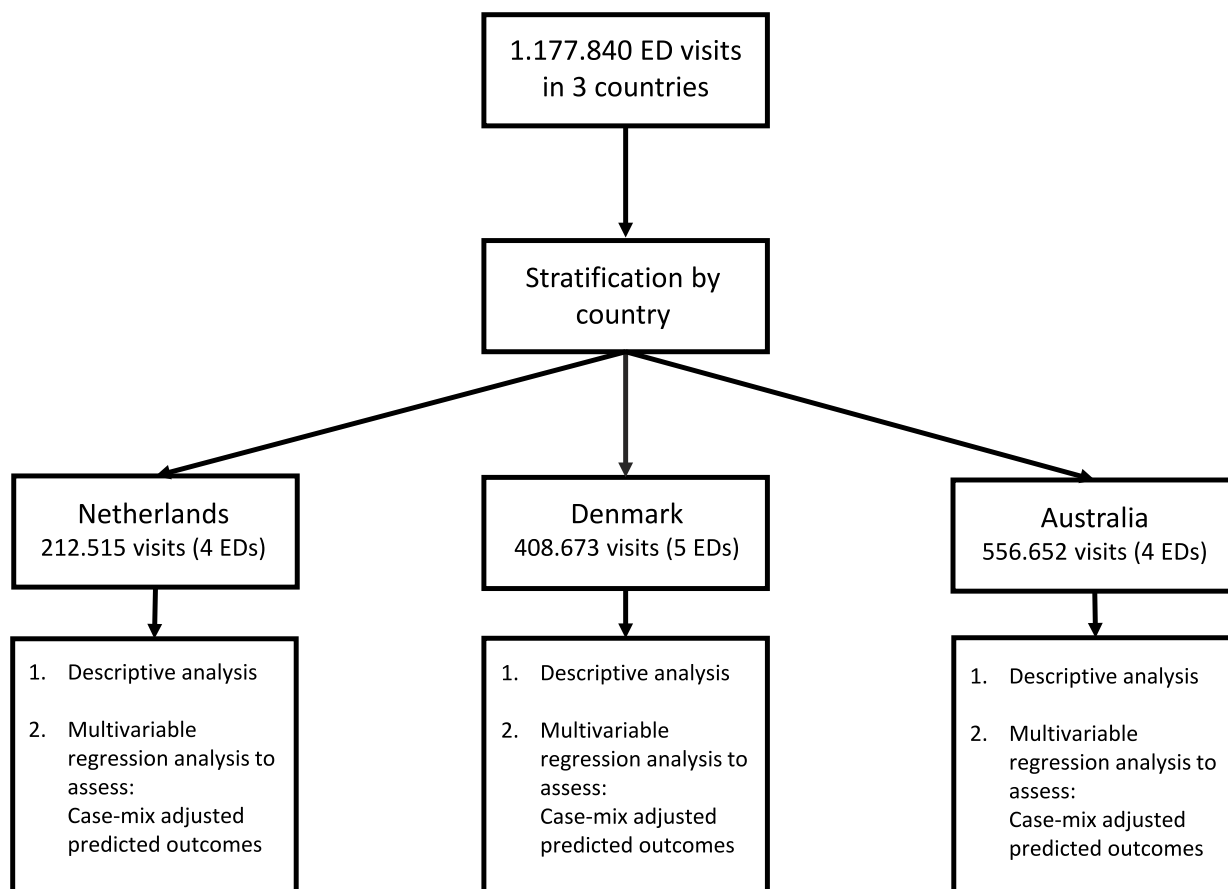 1.177.840 ED visits
in 3 countries
Stratification by
country
Netherlands
212.515 visits (4 EDs)
Denmark
408.673 visits (5 EDs)
Australia
556.652 visits (4 EDs)
1. Descriptive analysis
2. Multivariable
regression analysis to
assess:
Case-mix adjusted
predicted outcomes
1. Descriptive analysis
2. Multivariable
regression analysis to
assess:
Case-mix adjusted
predicted outcomes
1. Descriptive analysis
2. Multivariable
regression analysis to
assess:
Case-mix adjusted
predicted outcomes